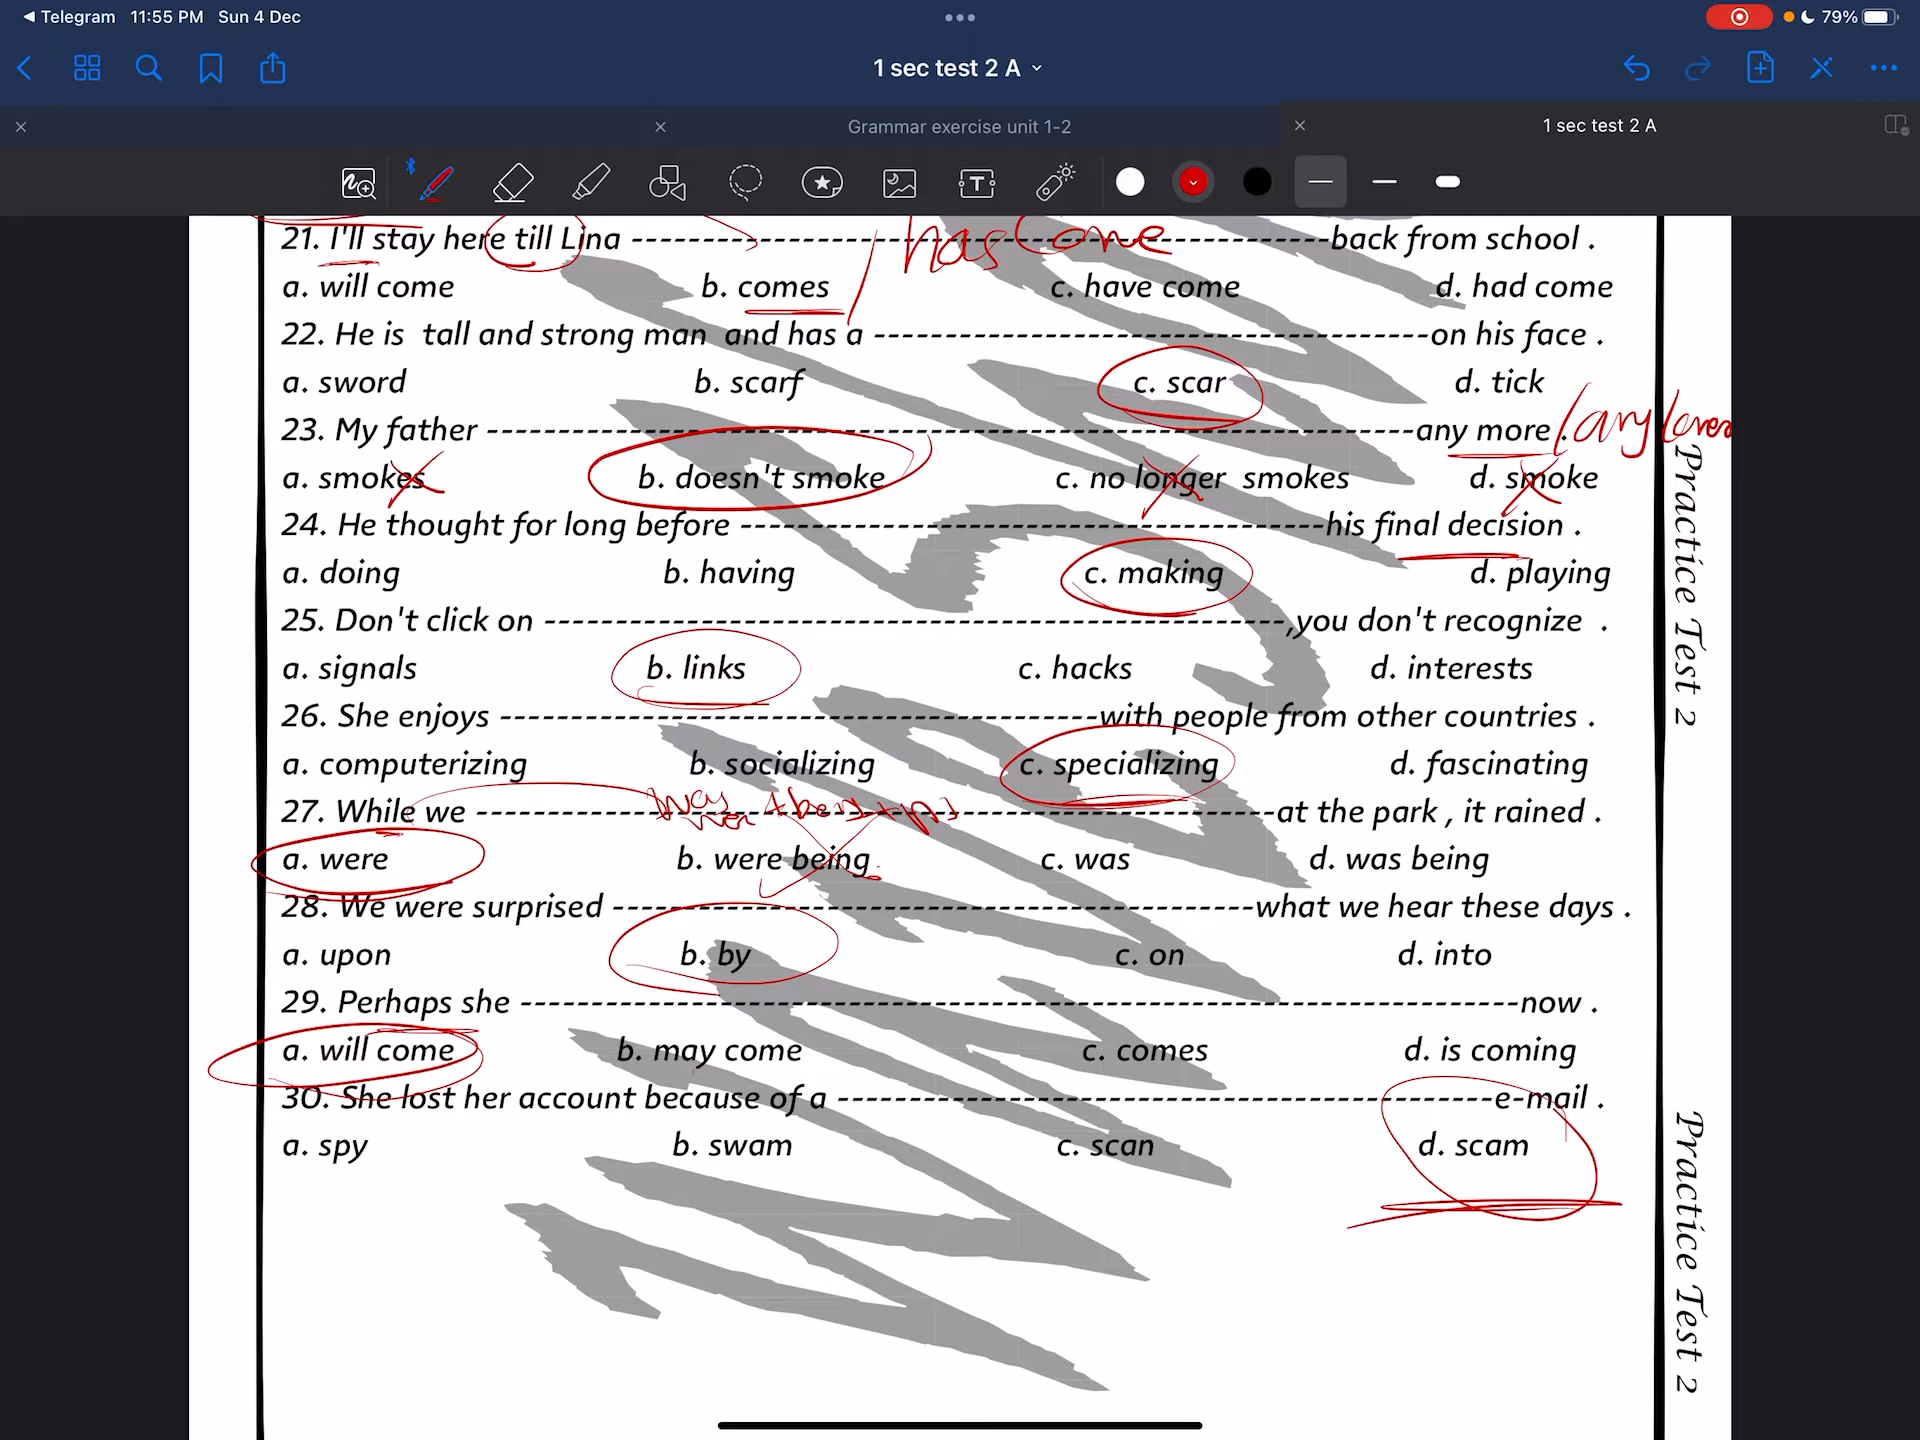 ◀ Telegram 11:55 PM Sun 4 Dec
79%
1 sec test 2 A
Grammar exercise unit 1-2
1 sec test 2 A
has come
21. I'll stay here till Lina ------------------------------------------------back from school .
a. will come b. comes c. have come d. had come
22. He is tall and strong man and has a ---------------------------------------on his face .
a. sword b. scarf c. scar d. tick
23. My father -----------------------------------------------------------------any more .
a. smokes b. doesn't smoke c. no longer smokes d. smoke
24. He thought for long before -----------------------------------------his final decision .
a. doing b. having c. making d. playing
25. Don't click on ----------------------------------------------------,you don't recognize .
a. signals b. links c. hacks d. interests
26. She enjoys ------------------------------------------with people from other countries .
a. computerizing b. socializing c. specializing d. fascinating
27. While we --------------------------------------------------------at the park , it rained .
a. were b. were being c. was d. was being
28. We were surprised ---------------------------------------------what we hear these days .
a. upon b. by c. on d. into
29. Perhaps she ----------------------------------------------------------------------now .
a. will come b. may come c. comes d. is coming
30. She lost her account because of a ----------------------------------------------e-mail .
a. spy b. swam c. scan d. scam
Practice Test 2
Practice Test 2